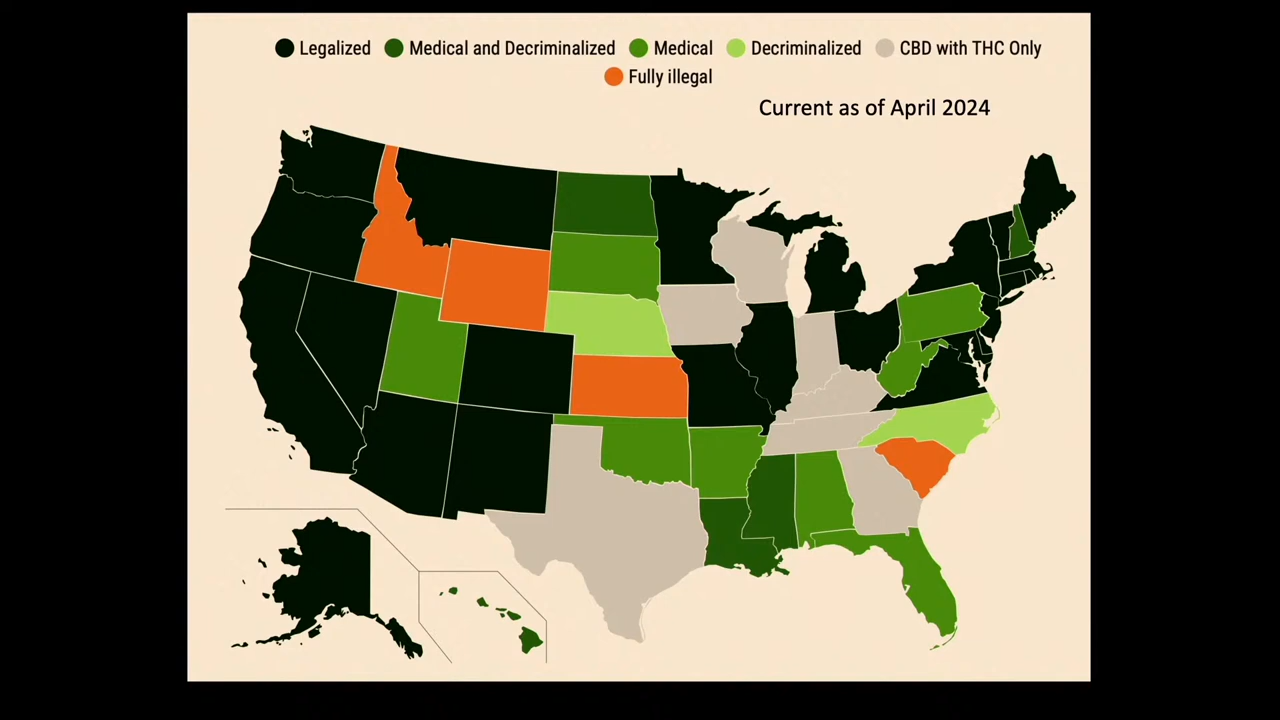 Legalized Medical and Decriminalized Medical Decriminalized CBD with THC Only
Fully illegal
Current as of April 2024